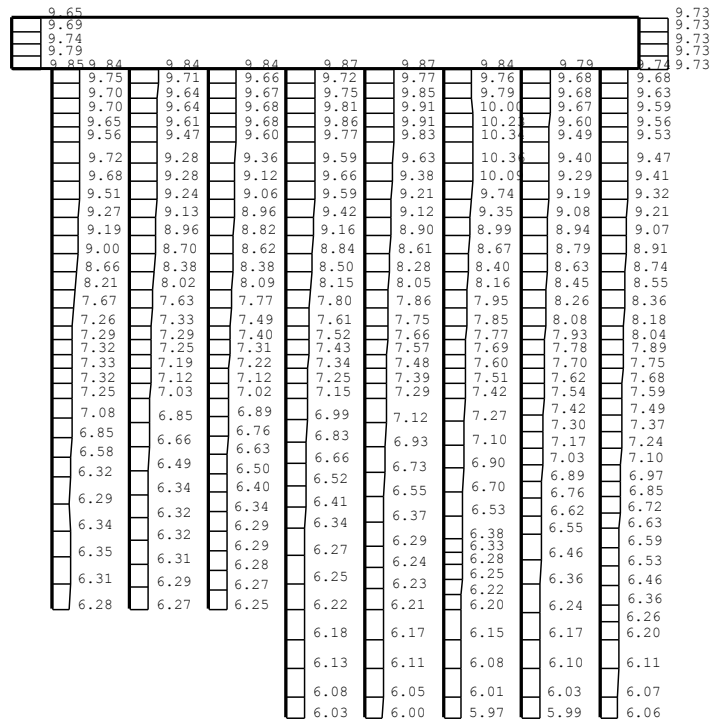 9.65 9.73
9.69 9.73
9.74 9.73
9.79 9.73
9.85 9.84 9.84 9.84 9.87 9.87 9.84 9.79 9.74 9.73
9.75 9.71 9.66 9.72 9.77 9.76 9.68 9.68
9.70 9.64 9.67 9.75 9.85 9.79 9.68 9.63
9.70 9.64 9.68 9.81 9.91 10.00 9.67 9.59
9.65 9.61 9.68 9.86 9.91 10.23 9.60 9.56
9.56 9.47 9.60 9.77 9.83 10.34 9.49 9.53
9.72 9.28 9.36 9.59 9.63 10.36 9.40 9.47
9.68 9.28 9.12 9.66 9.38 10.09 9.29 9.41
9.51 9.24 9.06 9.59 9.21 9.74 9.19 9.32
9.27 9.13 8.96 9.42 9.12 9.35 9.08 9.21
9.19 8.96 8.82 9.16 8.90 8.99 8.94 9.07
9.00 8.70 8.62 8.84 8.61 8.67 8.79 8.91
8.66 8.38 8.38 8.50 8.28 8.40 8.63 8.74
8.21 8.02 8.09 8.15 8.05 8.16 8.45 8.55
7.67 7.63 7.77 7.80 7.86 7.95 8.26 8.36
7.26 7.33 7.49 7.61 7.75 7.85 8.08 8.18
7.29 7.29 7.40 7.52 7.66 7.77 7.93 8.04
7.32 7.25 7.31 7.43 7.57 7.69 7.78 7.89
7.33 7.19 7.22 7.34 7.48 7.60 7.70 7.75
7.32 7.12 7.12 7.25 7.39 7.51 7.62 7.68
7.25 7.03 7.02 7.15 7.29 7.42 7.54 7.59
7.08 6.85 6.89 6.99 7.12 7.27 7.42 7.49
7.30 7.37
6.85 6.66 6.76 6.83 6.93 7.10 7.17 7.24
6.58 6.49 6.63 6.66 6.73 6.90 7.03 7.10
6.32 6.34 6.50 6.52 6.55 6.70 6.89 6.97
6.40 6.76 6.85
6.29 6.32 6.34 6.41 6.37 6.53 6.62 6.72
6.34 6.32 6.29 6.34 6.29 6.38 6.55 6.63
6.29 6.33 6.59
6.35 6.31 6.28 6.27 6.24 6.28 6.46 6.53
6.31 6.29 6.27 6.25 6.23 6.25 6.36 6.46
6.22 6.36
6.28 6.27 6.25 6.22 6.21 6.20 6.24 6.26
6.18 6.17 6.15 6.17 6.20
6.13 6.11 6.08 6.10 6.11
6.08 6.05 6.01 6.03 6.07
6.03 6.00 5.97 5.99 6.06